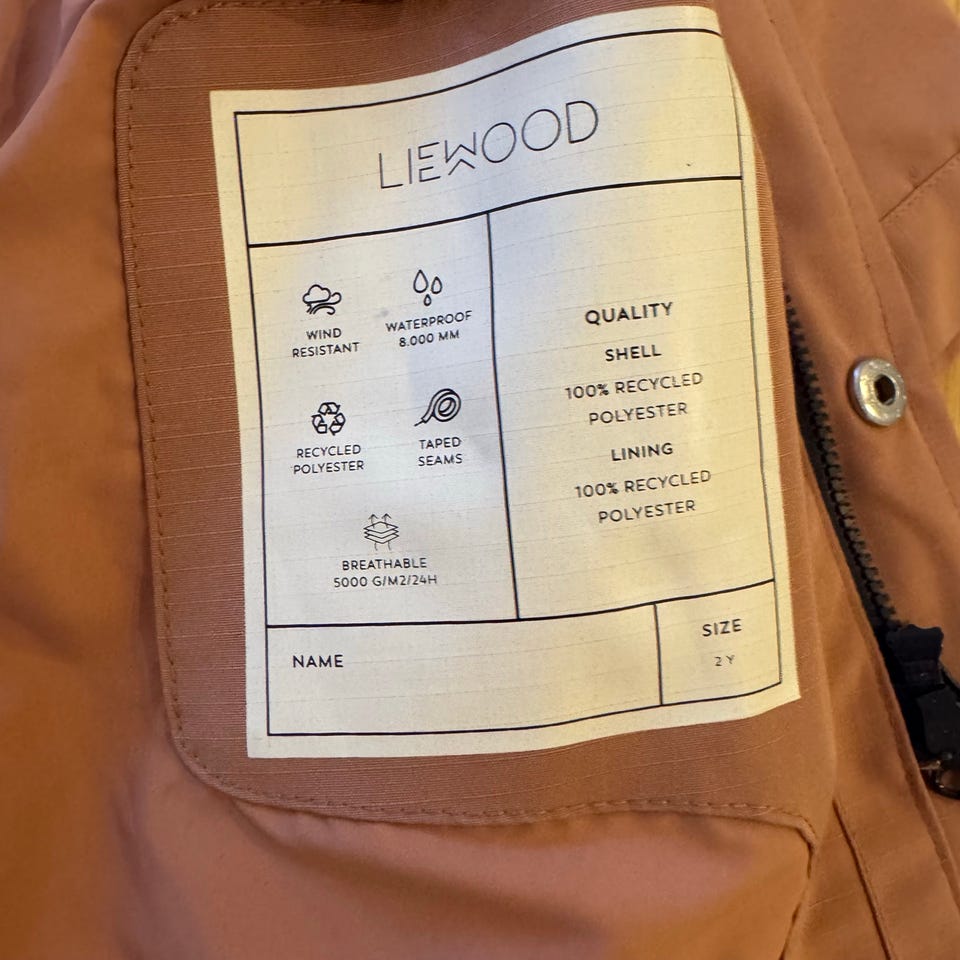 LIEWOOD
WIND
RESISTANT
WATERPROOF
8.000 MM
RECYCLED
POLYESTER
TAPED
SEAMS
BREATHABLE
5000 G/M2/24H
QUALITY
SHELL
100% RECYCLED
POLYESTER
LINING
100% RECYCLED
POLYESTER
NAME
SIZE
2 Y